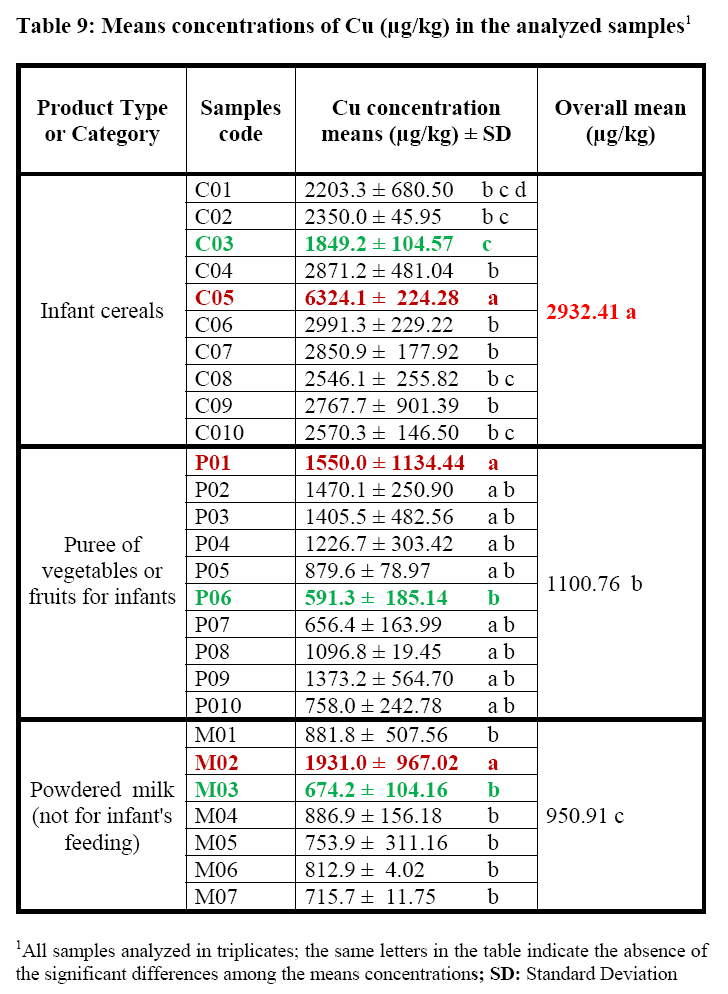 Table 9: Means concentrations of Cu (µg/kg) in the analyzed samples1
Product Type or Category | Samples code | Cu concentration means (µg/kg) ± SD | Overall mean (µg/kg)
Infant cereals
C01 2203.3 ± 680.50 b c d
C02 2350.0 ± 45.95 b c
C03 1849.2 ± 104.57 c
C04 2871.2 ± 481.04 b
C05 6324.1 ± 224.28 a
C06 2991.3 ± 229.22 b
C07 2850.9 ± 177.92 b
C08 2546.1 ± 255.82 b c
C09 2767.7 ± 901.39 b
C010 2570.3 ± 146.50 b c
2932.41 a
Puree of vegetables or fruits for infants
P01 1550.0 ± 1134.44 a
P02 1470.1 ± 250.90 a b
P03 1405.5 ± 482.56 a b
P04 1226.7 ± 303.42 a b
P05 879.6 ± 78.97 a b
P06 591.3 ± 185.14 b
P07 656.4 ± 163.99 a b
P08 1096.8 ± 19.45 a b
P09 1373.2 ± 564.70 a b
P010 758.0 ± 242.78 a b
1100.76 b
Powdered milk (not for infant's feeding)
M01 881.8 ± 507.56 b
M02 1931.0 ± 967.02 a
M03 674.2 ± 104.16 b
M04 886.9 ± 156.18 b
M05 753.9 ± 311.16 b
M06 812.9 ± 4.02 b
M07 715.7 ± 11.75 b
950.91 c
1All samples analyzed in triplicates; the same letters in the table indicate the absence of
the significant differences among the means concentrations; SD: Standard Deviation